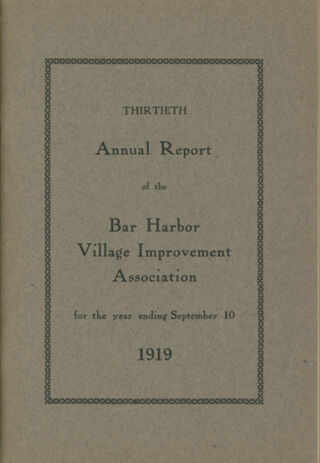 THIRTIETH
Annual Report
of the
Bar Harbor
Village Improvement
Association
for the year ending September 10
1919